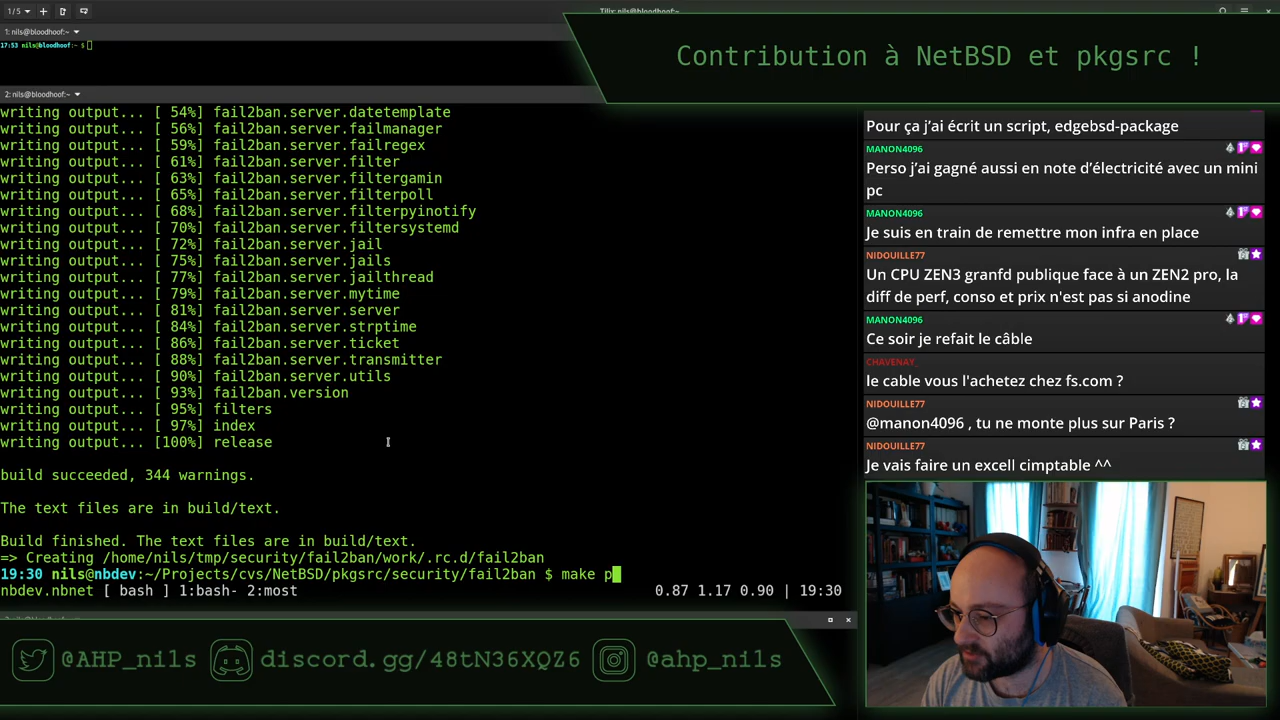 1/5
Tilix: nils@bloodhoof:~
1: nils@bloodhoof:~
17:53 nils@bloodhoof:~ $
2: nils@bloodhoof:~
Contribution à NetBSD et pkgsrc !
writing output... [ 54%] fail2ban.server.datetemplate
writing output... [ 56%] fail2ban.server.failmanager
writing output... [ 59%] fail2ban.server.failregex
writing output... [ 61%] fail2ban.server.filter
writing output... [ 63%] fail2ban.server.filtergamin
writing output... [ 65%] fail2ban.server.filterpoll
writing output... [ 68%] fail2ban.server.filterpyinotify
writing output... [ 70%] fail2ban.server.filtersystemd
writing output... [ 72%] fail2ban.server.jail
writing output... [ 75%] fail2ban.server.jails
writing output... [ 77%] fail2ban.server.jailthread
writing output... [ 79%] fail2ban.server.mytime
writing output... [ 81%] fail2ban.server.server
writing output... [ 84%] fail2ban.server.strptime
writing output... [ 86%] fail2ban.server.ticket
writing output... [ 88%] fail2ban.server.transmitter
writing output... [ 90%] fail2ban.server.utils
writing output... [ 93%] fail2ban.version
writing output... [ 95%] filters
writing output... [ 97%] index
writing output... [100%] release
build succeeded, 344 warnings.
The text files are in build/text.
Build finished. The text files are in build/text.
=> Creating /home/nils/tmp/security/fail2ban/work/.rc.d/fail2ban
19:30 nils@nbdev:~/Projects/cvs/NetBSD/pkgsrc/security/fail2ban $ make p
nbdev.nbnet [ bash ] 1:bash- 2:most 0.87 1.17 0.90 | 19:30
Pour ça j’ai écrit un script, edgebsd-package
MANON4096
Perso j’ai gagné aussi en note d’électricité avec un mini
pc
MANON4096
Je suis en train de remettre mon infra en place
NIDOUILLE77
Un CPU ZEN3 granfd publique face à un ZEN2 pro, la
diff de perf, conso et prix n'est pas si anodine
MANON4096
Ce soir je refait le câble
CHAVENAY_
le cable vous l'achetez chez fs.com ?
NIDOUILLE77
@manon4096 , tu ne monte plus sur Paris ?
NIDOUILLE77
Je vais faire un excell cimptable ^^
@AHP_nils
discord.gg/48tN36XQZ6
@ahp_nils